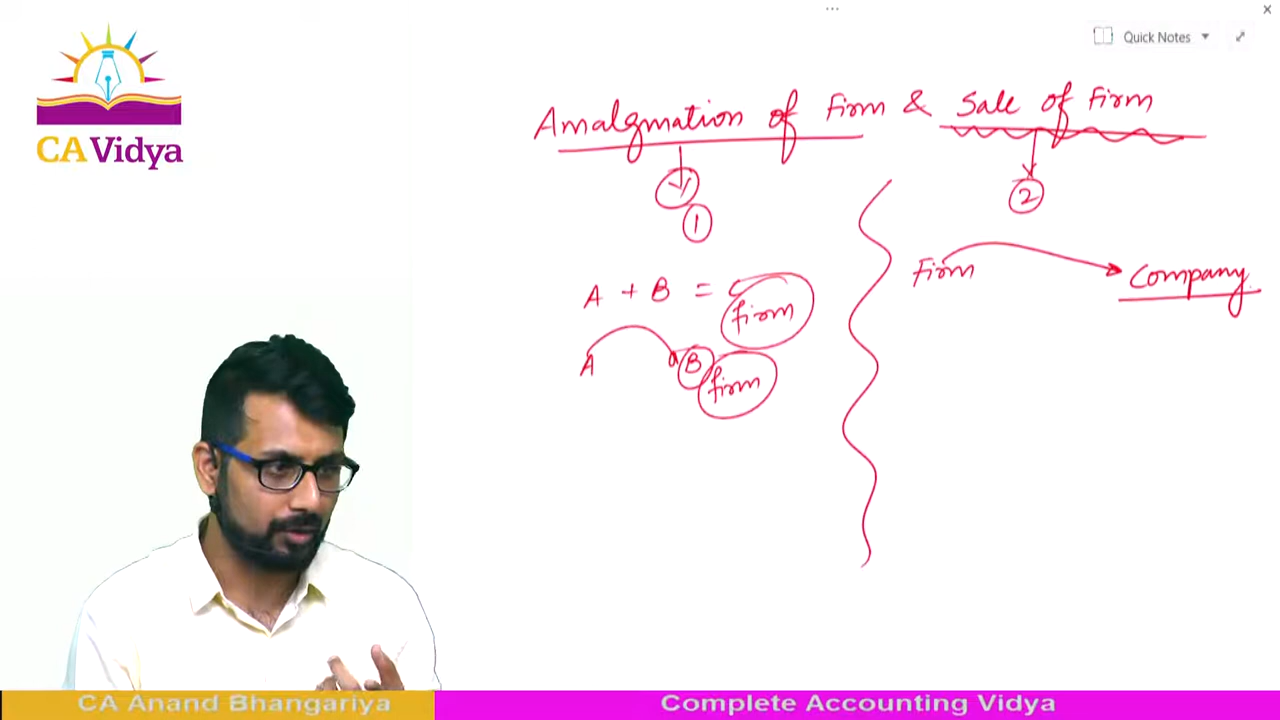 CA Vidya
Quick Notes
Amalgmation of Firm & Sale of Firm
1
2
A + B = C firm
A B firm
Firm Company
CA Anand Bhangariya
Complete Accounting Vidya